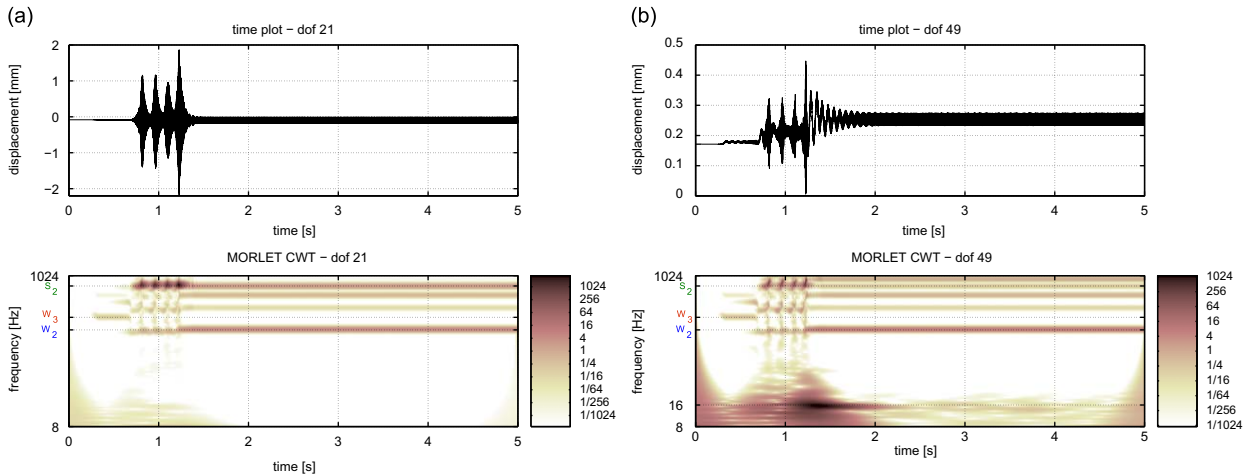 (a)
time plot – dof 21
displacement [mm]
2
1
0
−1
−2
0 1 2 3 4 5
time [s]
MORLET CWT – dof 21
frequency [Hz]
1024
s2
w3
w2
8
0 1 2 3 4 5
time [s]
1024
256
64
16
4
1
1/4
1/16
1/64
1/256
1/1024
(b)
time plot – dof 49
displacement [mm]
0.5
0.4
0.3
0.2
0.1
0
0 1 2 3 4 5
time [s]
MORLET CWT – dof 49
frequency [Hz]
1024
s2
w3
w2
16
8
0 1 2 3 4 5
time [s]
1024
256
64
16
4
1
1/4
1/16
1/64
1/256
1/1024